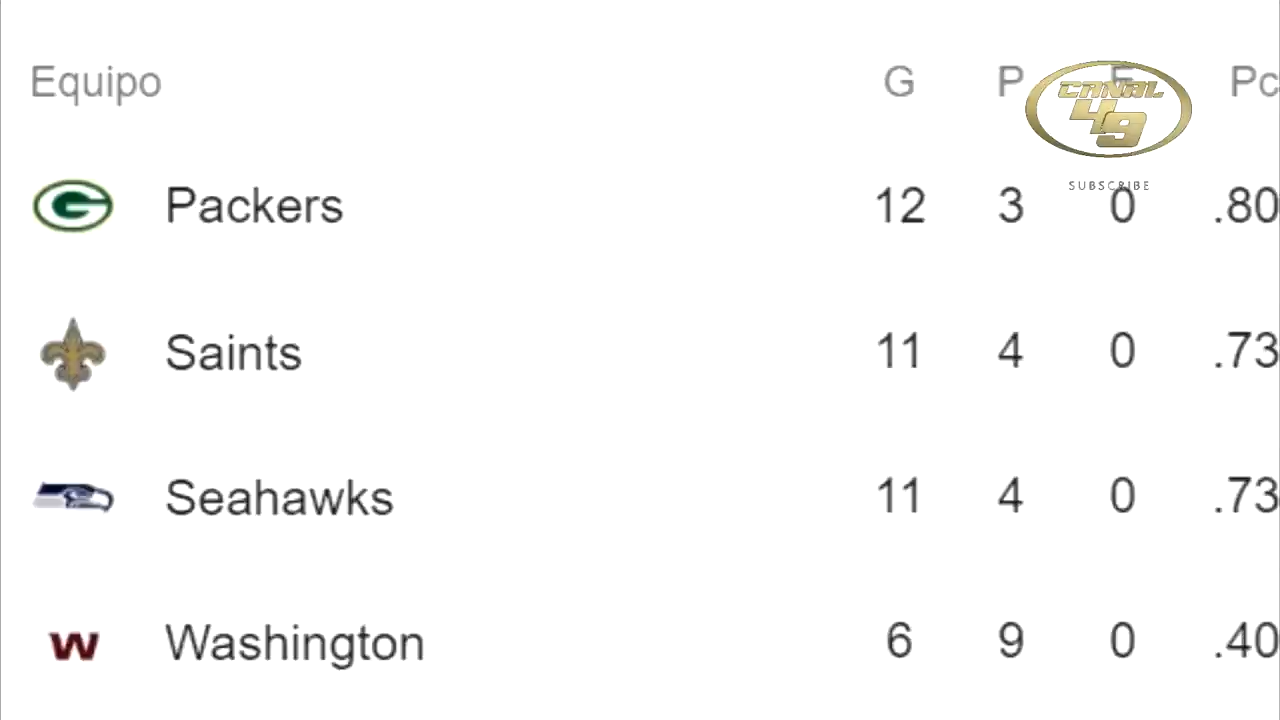 Equipo G P E Pc
CANAL
49
SUBSCRIBE
Packers 12 3 0 .80
Saints 11 4 0 .73
Seahawks 11 4 0 .73
W Washington 6 9 0 .40